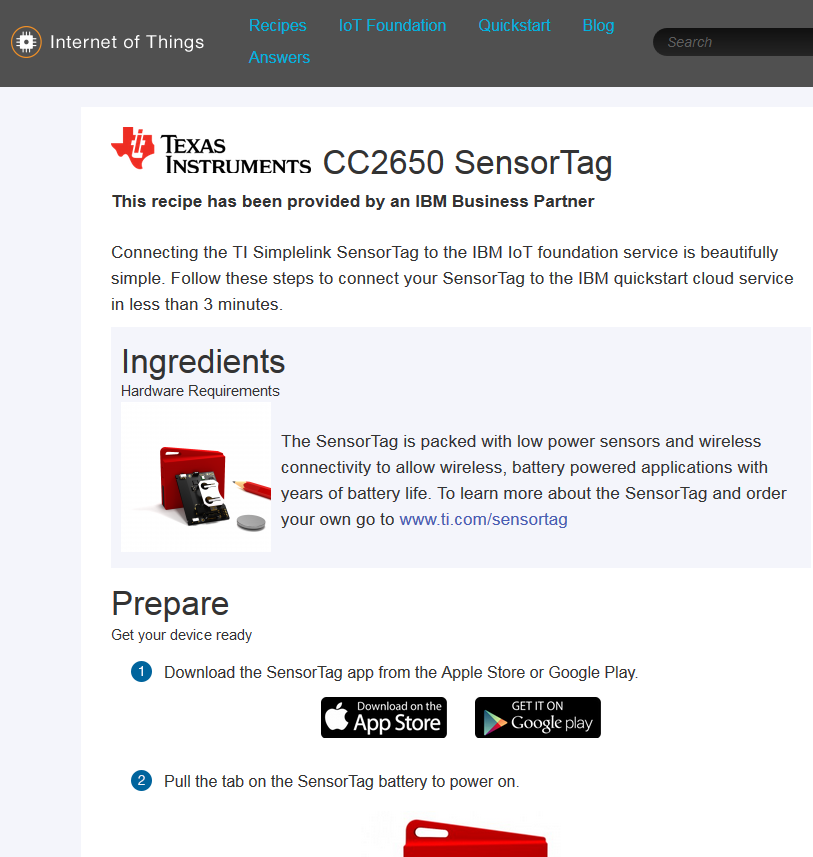 Internet of Things
Recipes IoT Foundation Quickstart Blog
Answers
Search
TEXAS INSTRUMENTS CC2650 SensorTag
This recipe has been provided by an IBM Business Partner
Connecting the TI Simplelink SensorTag to the IBM IoT foundation service is beautifully
simple. Follow these steps to connect your SensorTag to the IBM quickstart cloud service
in less than 3 minutes.
Ingredients
Hardware Requirements
The SensorTag is packed with low power sensors and wireless
connectivity to allow wireless, battery powered applications with
years of battery life. To learn more about the SensorTag and order
your own go to www.ti.com/sensortag
Prepare
Get your device ready
1 Download the SensorTag app from the Apple Store or Google Play.
Download on the
App Store
GET IT ON
Google play
2 Pull the tab on the SensorTag battery to power on.